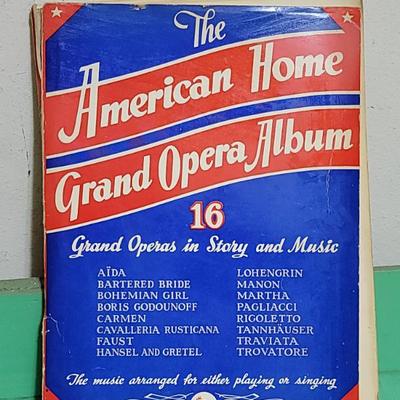 The
American Home
Grand Opera Album
16
Grand Operas in Story and Music
AÏDA
BARTERED BRIDE
BOHEMIAN GIRL
BORIS GODOUNOFF
CARMEN
CAVALLERIA RUSTICANA
FAUST
HANSEL AND GRETEL
LOHENGRIN
MANON
MARTHA
PAGLIACCI
RIGOLETTO
TANNHÄUSER
TRAVIATA
TROVATORE
The music arranged for either playing or singing